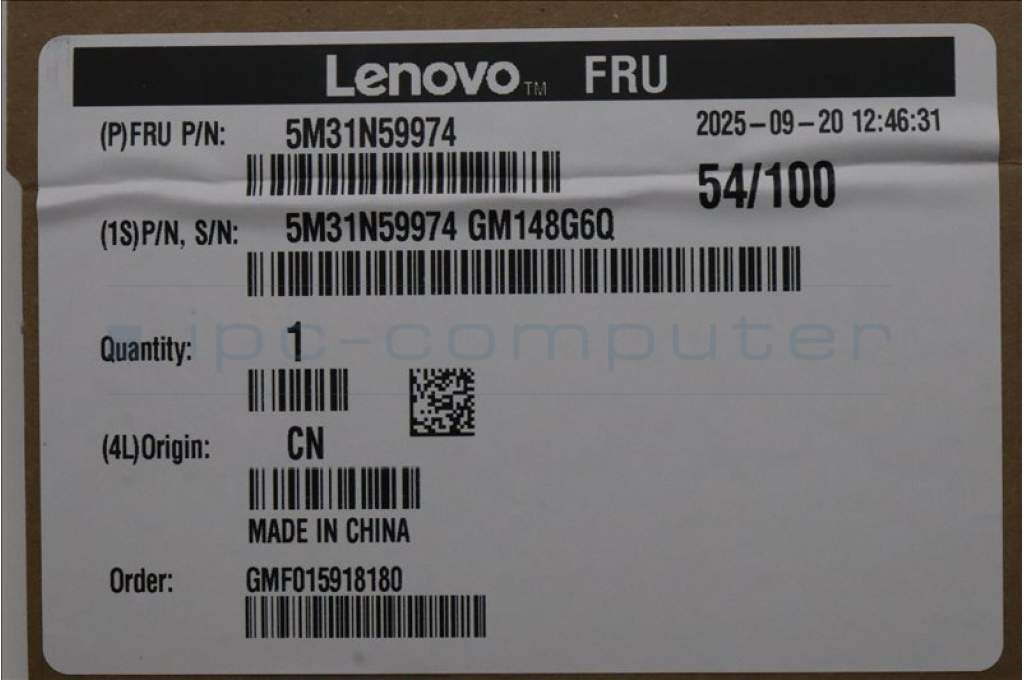 Lenovo™ FRU
(P)FRU P/N: 5M31N59974
2025-09-20 12:46:31
54/100
(1S)P/N, S/N: 5M31N59974 GM148G6Q
ipc-computer
Quantity: 1
(4L)Origin: CN
MADE IN CHINA
Order: GMF015918180